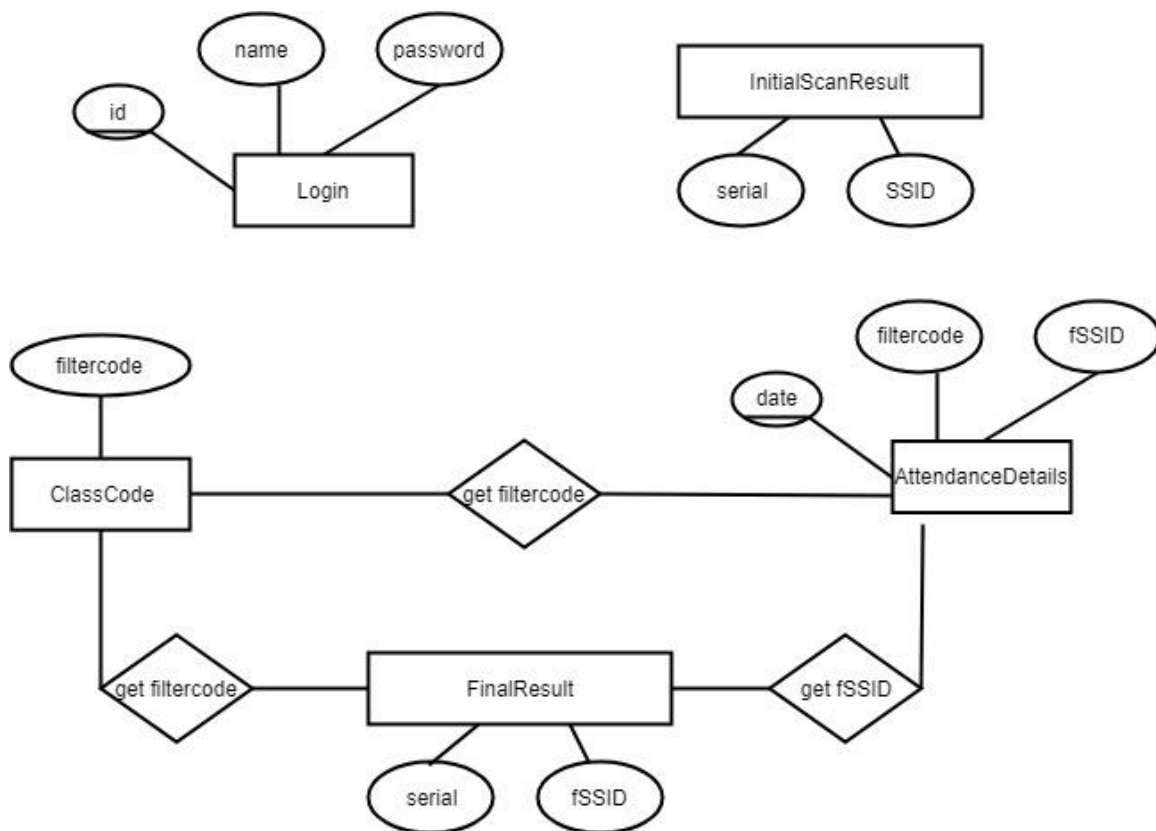 name
password
id
Login
InitialScanResult
serial
SSID
filtercode
fSSID
filtercode
date
ClassCode
get filtercode
AttendanceDetails
get filtercode
FinalResult
get fSSID
serial
fSSID